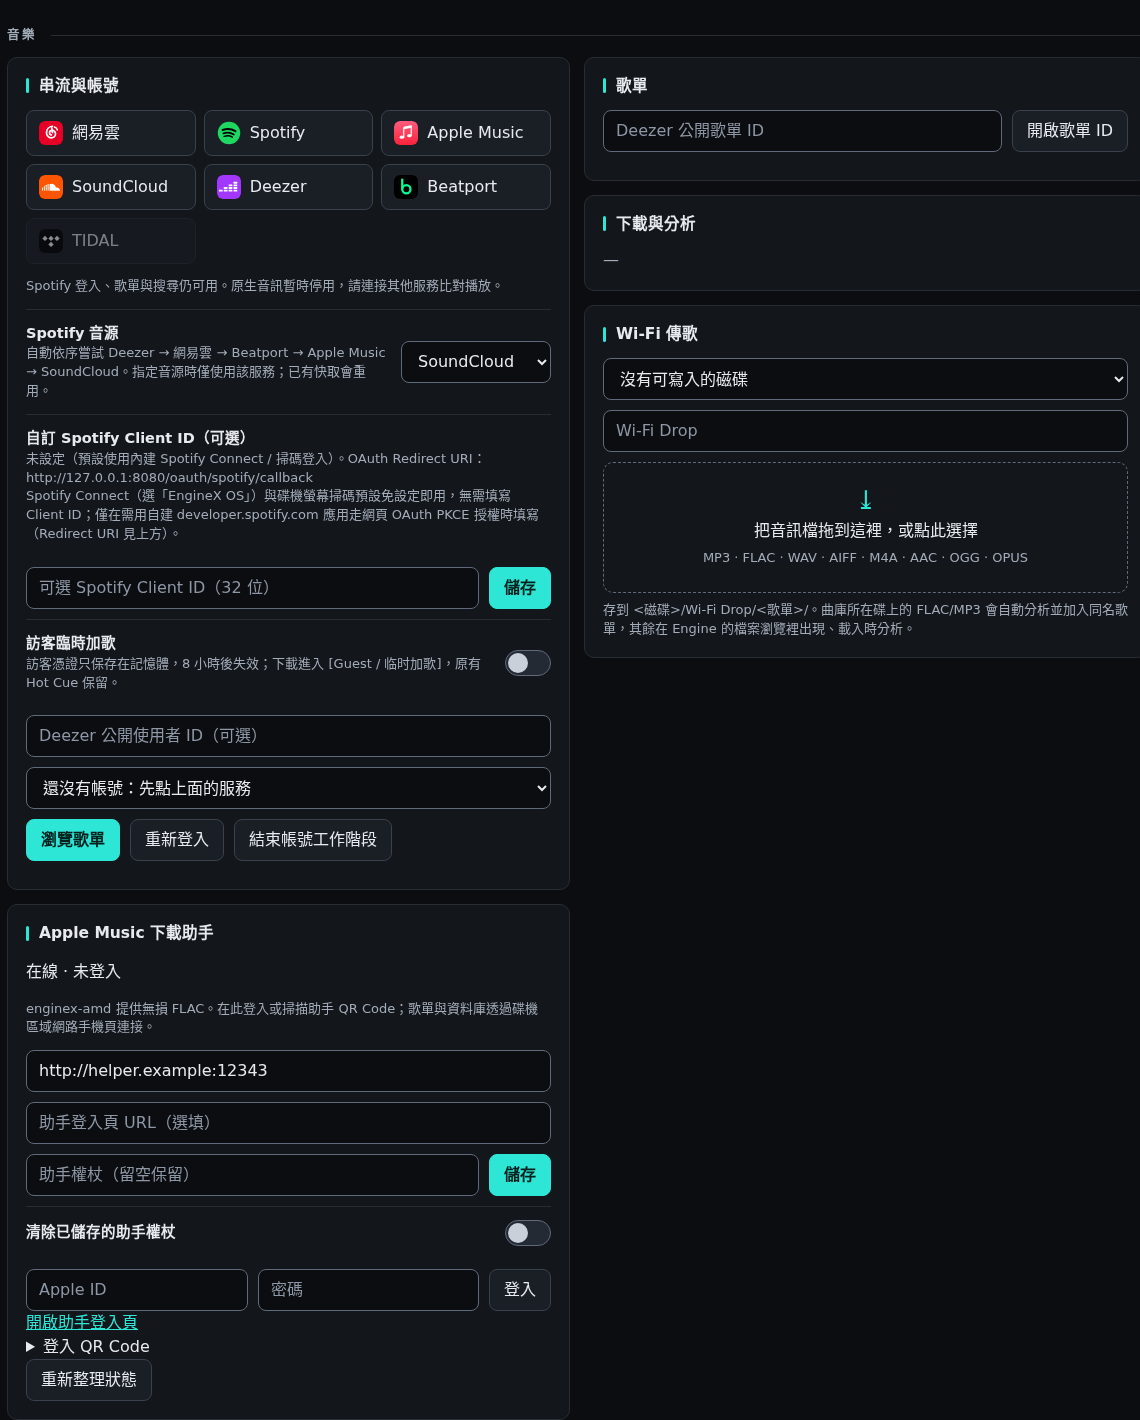 音樂
串流與帳號
網易雲
Spotify
Apple Music
SoundCloud
Deezer
Beatport
TIDAL
Spotify 登入、歌單與搜尋仍可用。原生音訊暫時停用，請連接其他服務比對播放。
Spotify 音源
自動依序嘗試 Deezer → 網易雲 → Beatport → Apple Music
→ SoundCloud。指定音源時僅使用該服務；已有快取會重
用。
SoundCloud
自訂 Spotify Client ID（可選）
未設定（預設使用內建 Spotify Connect / 掃碼登入）。OAuth Redirect URI：
http://127.0.0.1:8080/oauth/spotify/callback
Spotify Connect（選「EngineX OS」）與碟機螢幕掃碼預設免設定即用，無需填寫
Client ID；僅在需用自建 developer.spotify.com 應用走網頁 OAuth PKCE 授權時填寫
（Redirect URI 見上方）。
可選 Spotify Client ID（32 位）
儲存
訪客臨時加歌
訪客憑證只保存在記憶體，8 小時後失效；下載進入 [Guest / 临时加歌]，原有
Hot Cue 保留。
Deezer 公開使用者 ID（可選）
還沒有帳號：先點上面的服務
瀏覽歌單
重新登入
結束帳號工作階段
Apple Music 下載助手
在線 · 未登入
enginex-amd 提供無損 FLAC。在此登入或掃描助手 QR Code；歌單與資料庫透過碟機
區域網路手機頁連接。
http://helper.example:12343
助手登入頁 URL（選填）
助手權杖（留空保留）
儲存
清除已儲存的助手權杖
Apple ID
密碼
登入
開啟助手登入頁
登入 QR Code
重新整理狀態
歌單
Deezer 公開歌單 ID
開啟歌單 ID
下載與分析
—
Wi-Fi 傳歌
沒有可寫入的磁碟
Wi-Fi Drop
把音訊檔拖到這裡，或點此選擇
MP3 · FLAC · WAV · AIFF · M4A · AAC · OGG · OPUS
存到 <磁碟>/Wi-Fi Drop/<歌單>/。曲庫所在碟上的 FLAC/MP3 會自動分析並加入同名歌
單，其餘在 Engine 的檔案瀏覽裡出現、載入時分析。